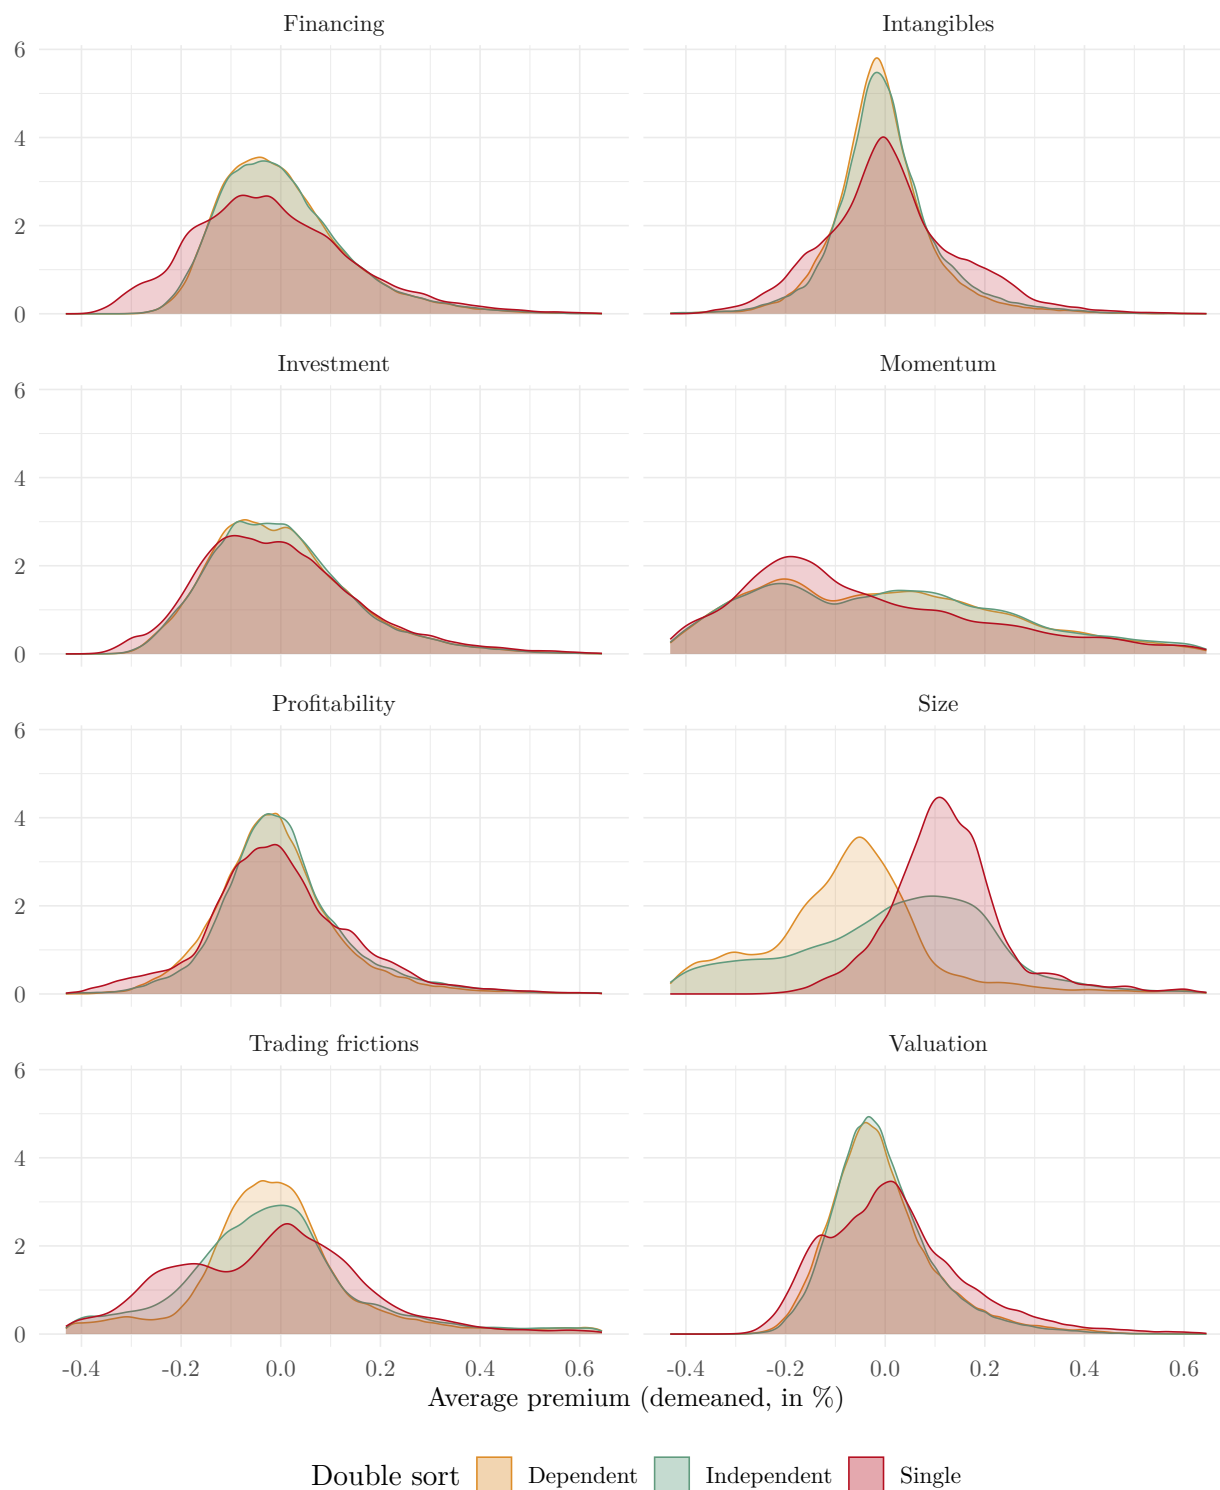 Financing
Intangibles
6
4
2
0
Investment
Momentum
6
4
2
0
Profitability
Size
6
4
2
0
Trading frictions
Valuation
6
4
2
0
-0.4 -0.2 0.0 0.2 0.4 0.6
-0.4 -0.2 0.0 0.2 0.4 0.6
Average premium (demeaned, in %)
Double sort Dependent Independent Single